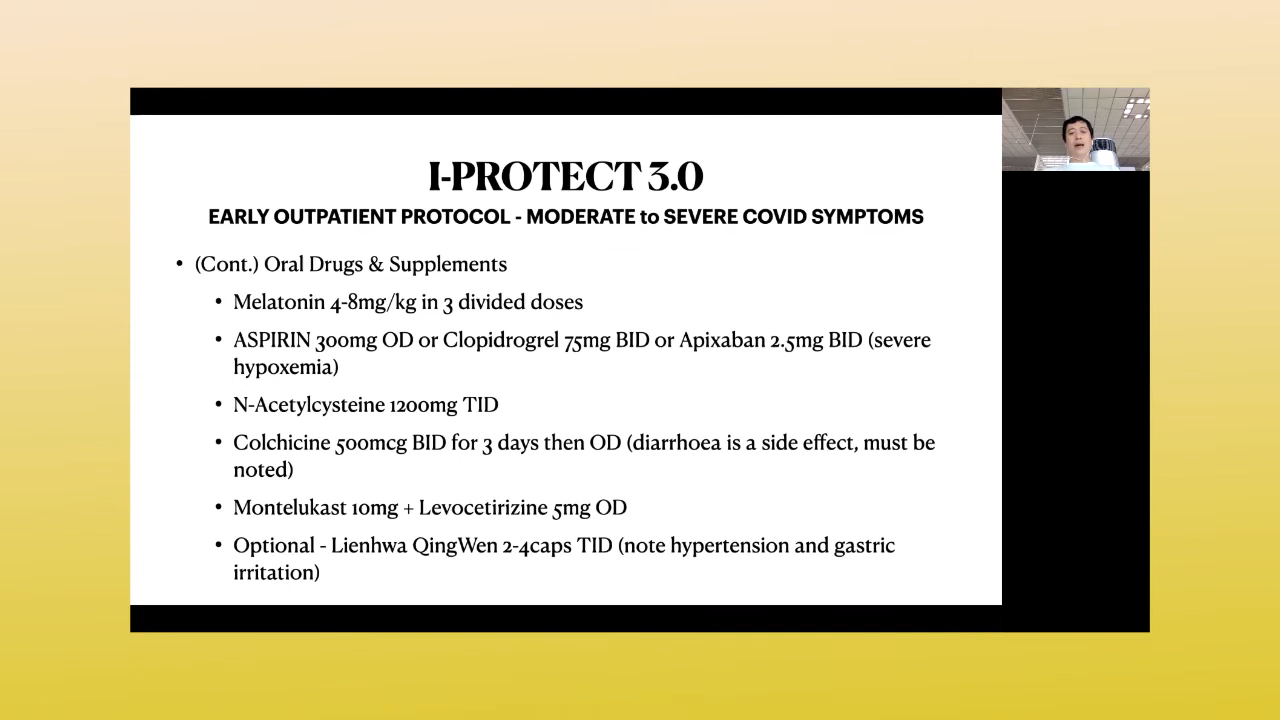 I-PROTECT 3.0
EARLY OUTPATIENT PROTOCOL - MODERATE to SEVERE COVID SYMPTOMS
• (Cont.) Oral Drugs & Supplements
• Melatonin 4-8mg/kg in 3 divided doses
• ASPIRIN 300mg OD or Clopidrogrel 75mg BID or Apixaban 2.5mg BID (severe
hypoxemia)
• N-Acetylcysteine 1200mg TID
• Colchicine 500mcg BID for 3 days then OD (diarrhoea is a side effect, must be
noted)
• Montelukast 10mg + Levocetirizine 5mg OD
• Optional - Lienhwa QingWen 2-4caps TID (note hypertension and gastric
irritation)